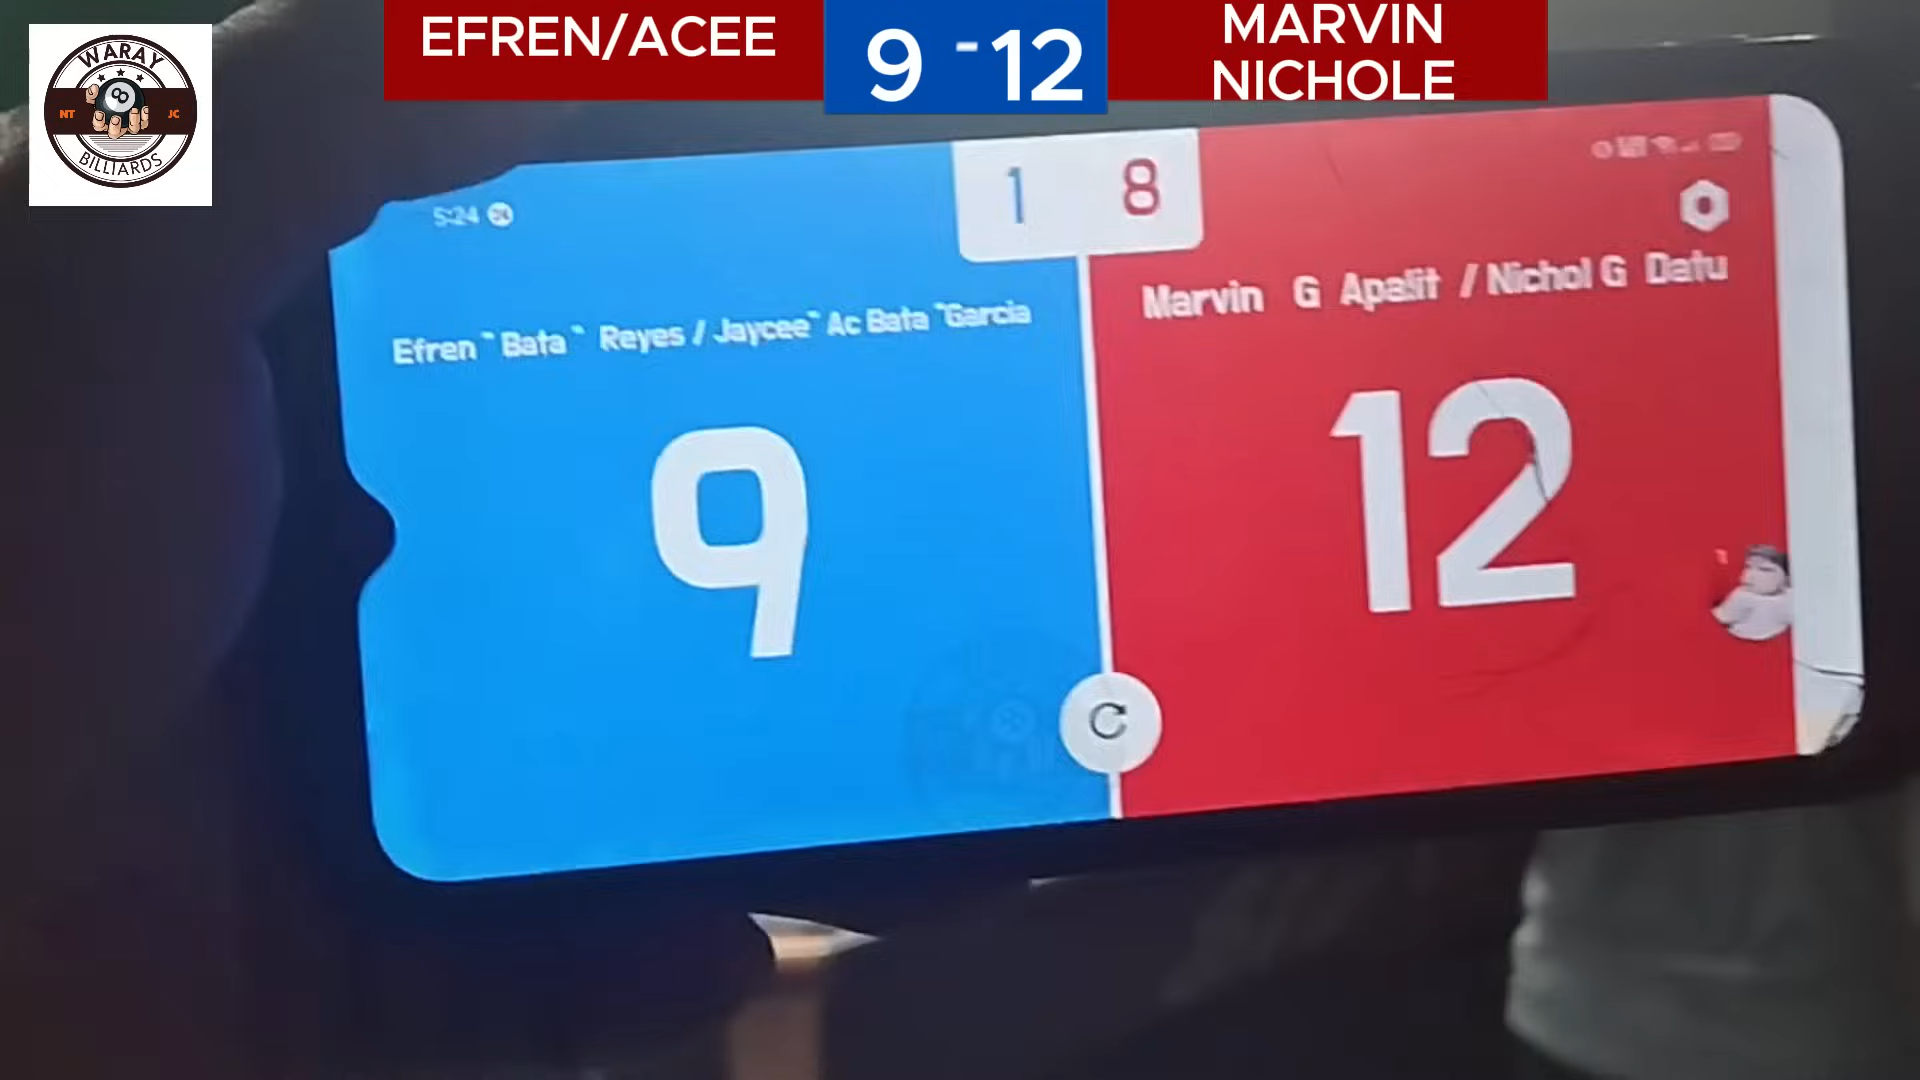 WARAY
NT JC
BILLIARDS
EFREN/ACEE
9 - 12
MARVIN
NICHOLE
5:24
1 8
Efren " Bata " Reyes / Jaycee" Ac Bata "Garcia
Marvin G Apalit / Nichol G Datu
9
12